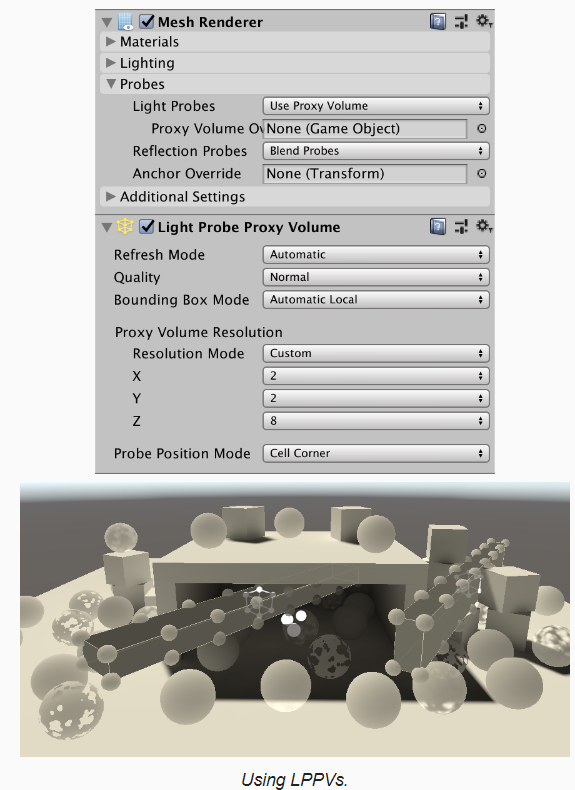 Mesh Renderer
Materials
Lighting
Probes
Light Probes Use Proxy Volume
Proxy Volume Ov None (Game Object)
Reflection Probes Blend Probes
Anchor Override None (Transform)
Additional Settings
Light Probe Proxy Volume
Refresh Mode Automatic
Quality Normal
Bounding Box Mode Automatic Local
Proxy Volume Resolution
Resolution Mode Custom
X 2
Y 2
Z 8
Probe Position Mode Cell Corner
Using LPPVs.